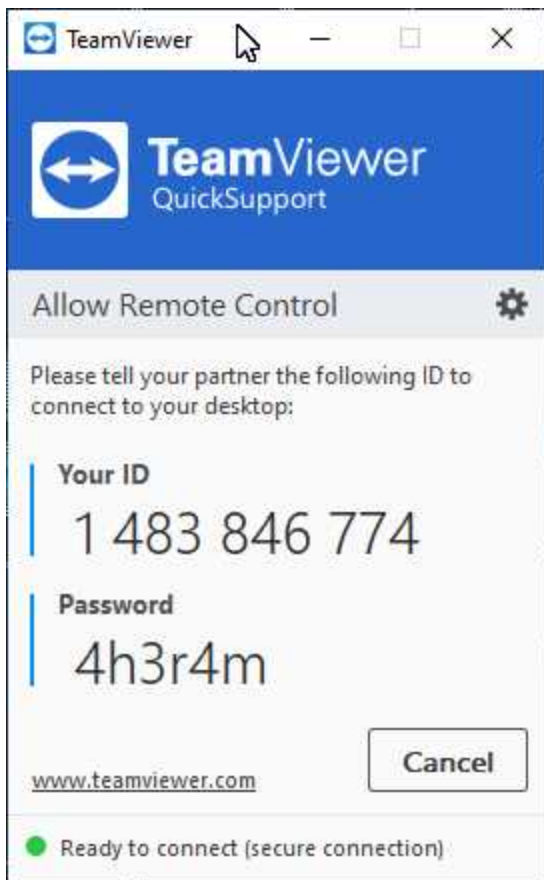 TeamViewer
TeamViewer
QuickSupport
Allow Remote Control
Please tell your partner the following ID to
connect to your desktop:
Your ID
1 483 846 774
Password
4h3r4m
Cancel
www.teamviewer.com
Ready to connect (secure connection)